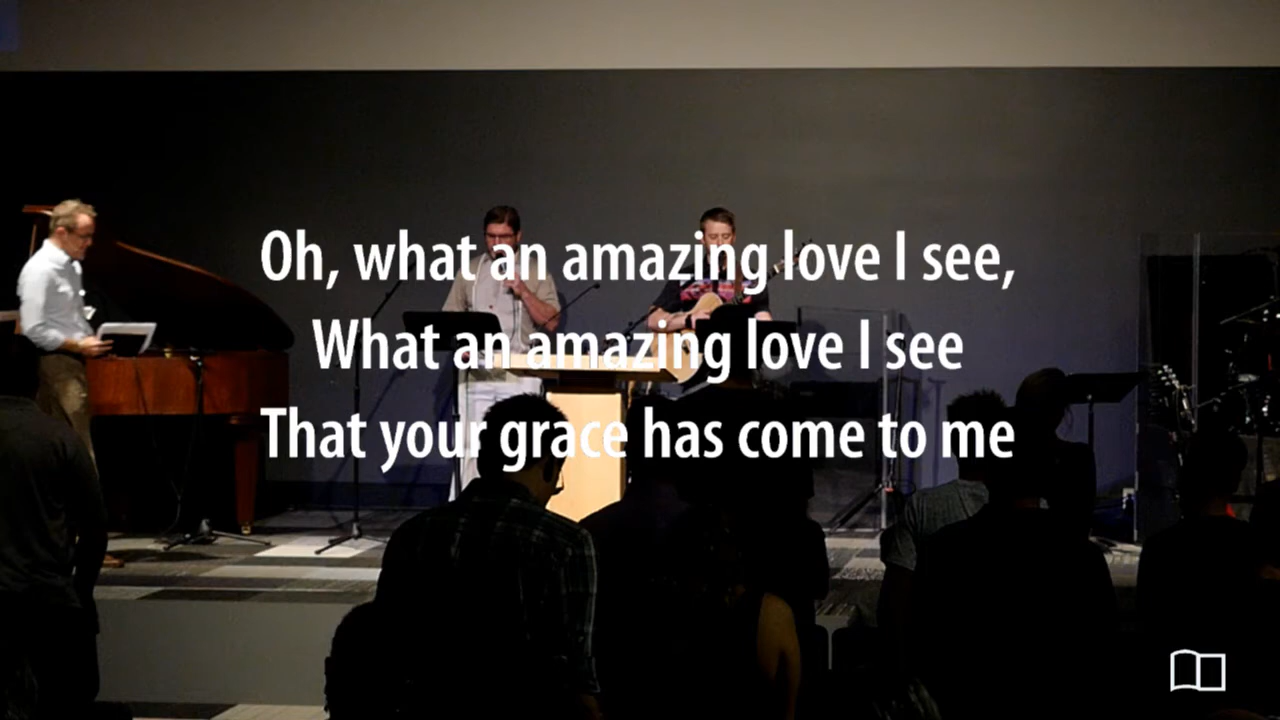 Oh, what an amazing love I see,
What an amazing love I see
That your grace has come to me